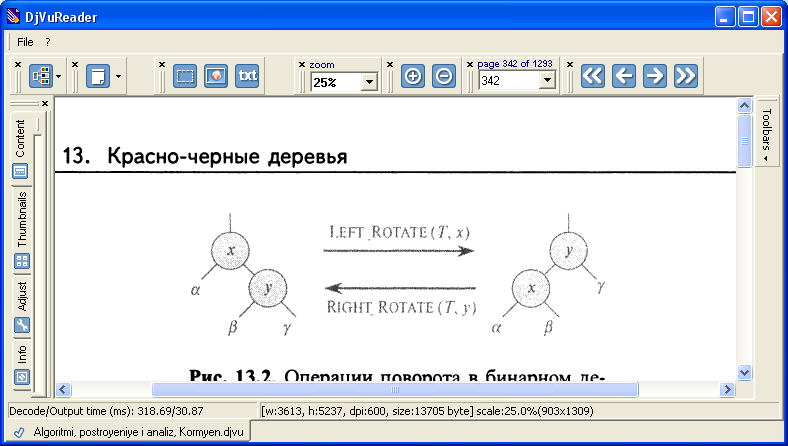 DjVuReader
File ?
zoom
25%
page 342 of 1293
342
txt
Toolbars
Content
Thumbnails
Adjust
Info
13. Красно-черные деревья
LEFT_ROTATE(T, x)
RIGHT_ROTATE(T, y)
x
y
α
β
γ
y
x
γ
α
β
Рис. 13.2. Операции поворота в бинарном де-
Decode/Output time (ms): 318.69/30.87
[w:3613, h:5237, dpi:600, size:13705 byte] scale:25.0%(903x1309)
Algoritmi, postroyeniye i analiz, Kormyen.djvu